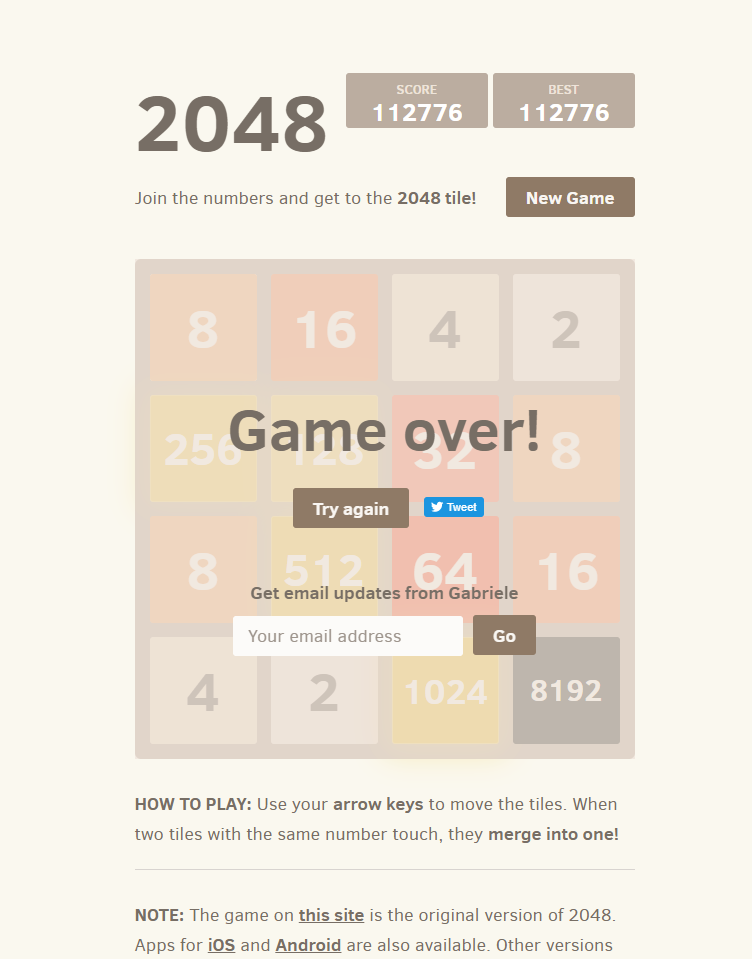 2048
SCORE
112776
BEST
112776
Join the numbers and get to the 2048 tile!
New Game
8 16 4 2
256 128 32 8
Game over!
Try again
Tweet
8 512 64 16
Get email updates from Gabriele
Your email address
Go
4 2 1024 8192
HOW TO PLAY: Use your arrow keys to move the tiles. When
two tiles with the same number touch, they merge into one!
NOTE: The game on this site is the original version of 2048.
Apps for iOS and Android are also available. Other versions